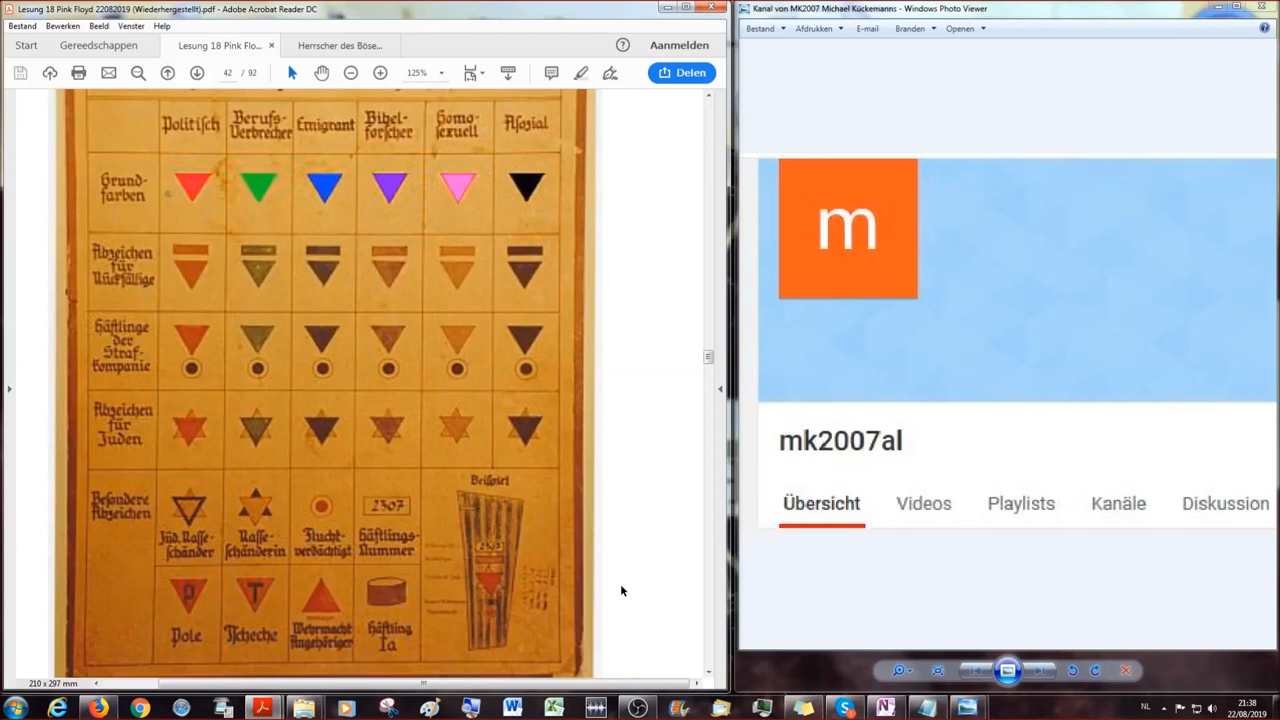 Lesung 18 Pink Floyd 22082019 (Wiederhergestellt).pdf - Adobe Acrobat Reader DC
Bestand Bewerken Beeld Venster Help
Start Gereedschappen Lesung 18 Pink Flo... × Herrscher des Böse... Aanmelden
42 / 92 125% Delen
Politisch Berufs-Verbrecher Emigrant Bibel-forscher Homo-sexuell Asozial
Grund-
farben
Abzeichen
für
Rückfällige
Häftlinge
der
Straf-
kompanie
Abzeichen
für
Juden
Beispiel
Besondere
Abzeichen
2307
Jüd. Rasse-
schänder
Rasse-
schänderin
Flucht-
verdächtigt
Häftlings-
Nummer
P T
Pole Tscheche Wehrmacht
Angehöriger
Häftling
Ia
210 x 297 mm
Kanal von MK2007 Michael Kückemanns - Windows Photo Viewer
Bestand Afdrukken E-mail Branden Openen
m
mk2007al
Übersicht Videos Playlists Kanäle Diskussion
NL 21:38
22/08/2019